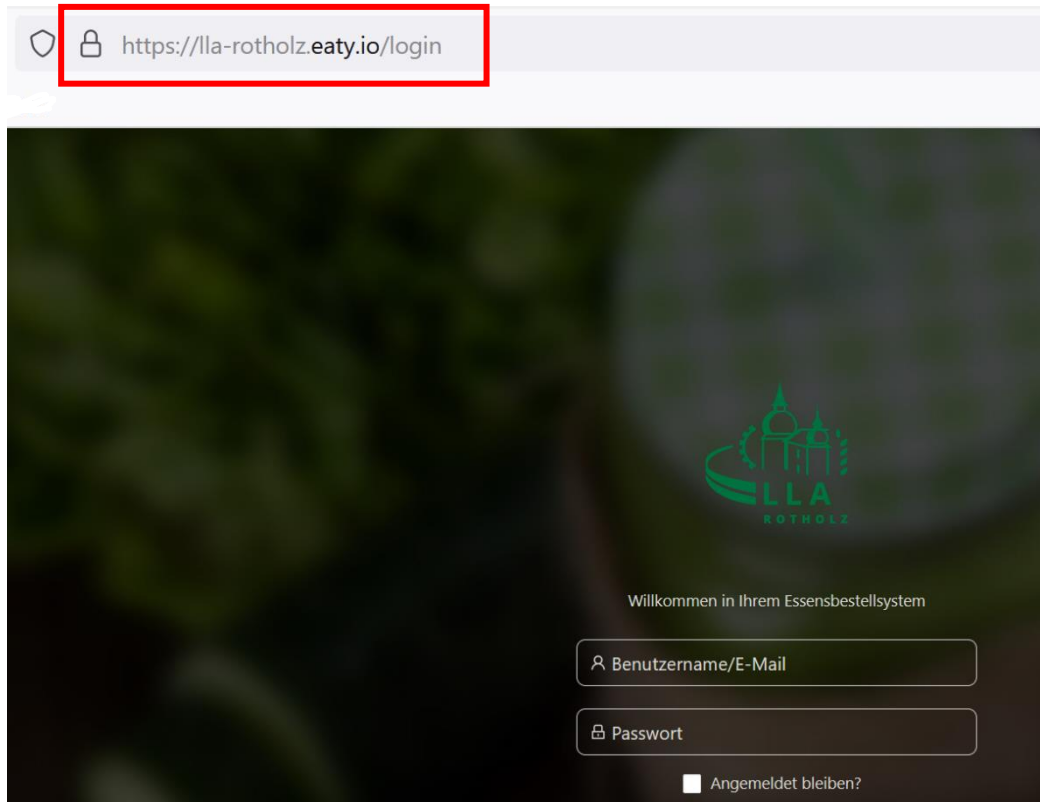 https://lla-rotholz.eaty.io/login
LLA
ROTHOLZ
Willkommen in Ihrem Essensbestellsystem
Benutzername/E-Mail
Passwort
Angemeldet bleiben?